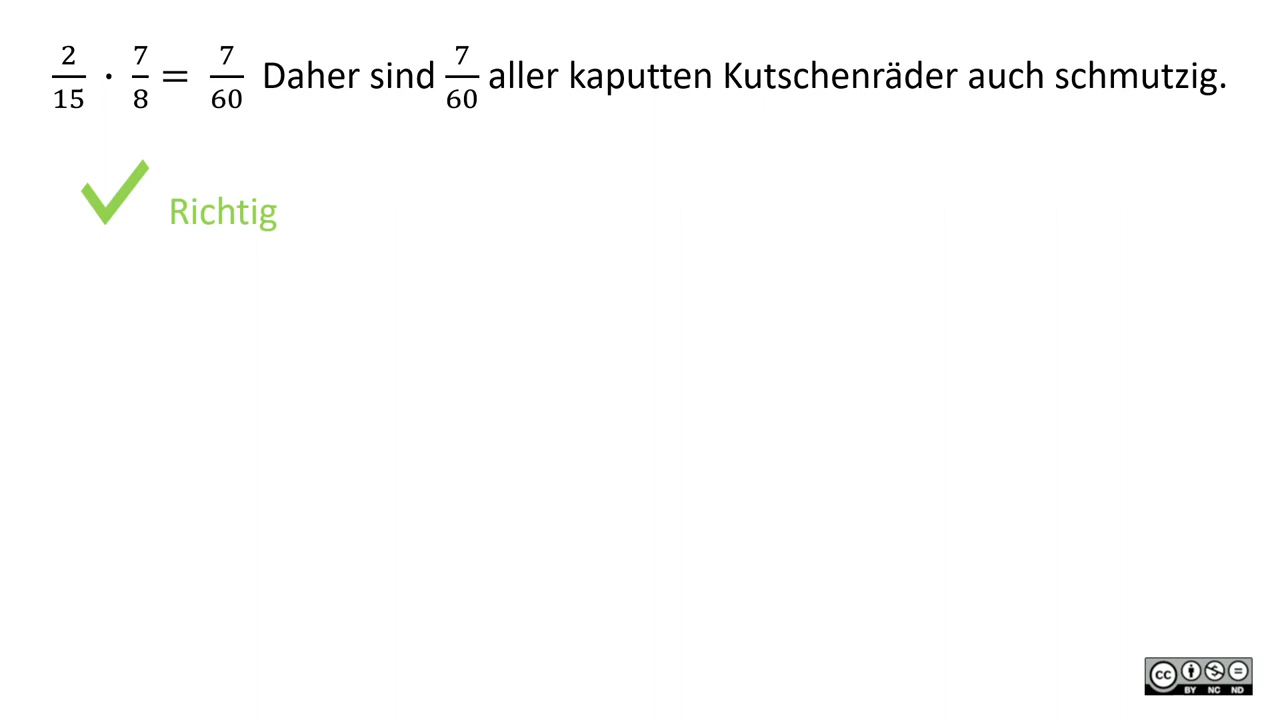 2/15 · 7/8 = 7/60 Daher sind 7/60 aller kaputten Kutschenräder auch schmutzig.
Richtig
cc BY NC ND